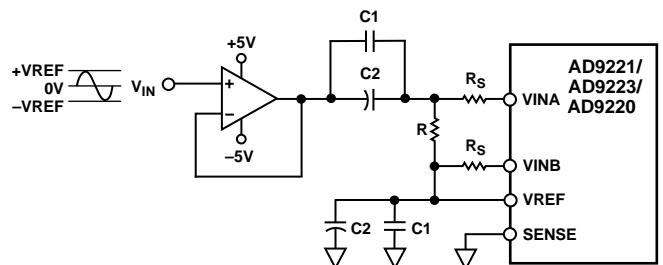 +VREF
0V
–VREF
VIN
+5V
+
–
–5V
C1
C2
RS
R
RS
C2
C1
AD9221/
AD9223/
AD9220
VINA
VINB
VREF
SENSE